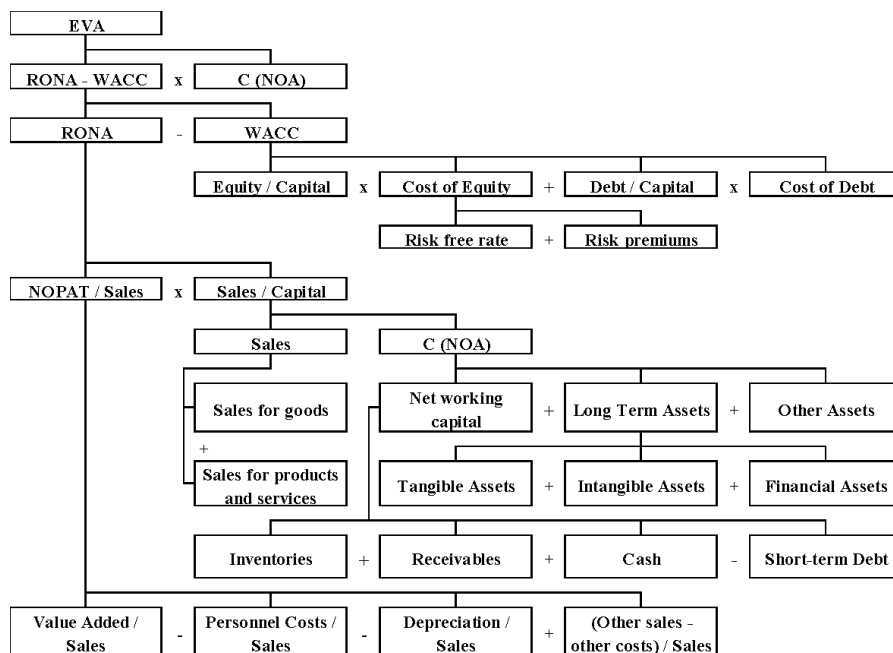 EVA
RONA - WACC x C (NOA)
RONA - WACC
Equity / Capital x Cost of Equity + Debt / Capital x Cost of Debt
Risk free rate + Risk premiums
NOPAT / Sales x Sales / Capital
Sales C (NOA)
Sales for goods
Net working
capital
+ Long Term Assets + Other Assets
+
Sales for products
and services
Tangible Assets + Intangible Assets + Financial Assets
Inventories + Receivables + Cash - Short-term Debt
Value Added /
Sales
-
Personnel Costs /
Sales
-
Depreciation /
Sales
+
(Other sales -
other costs) / Sales